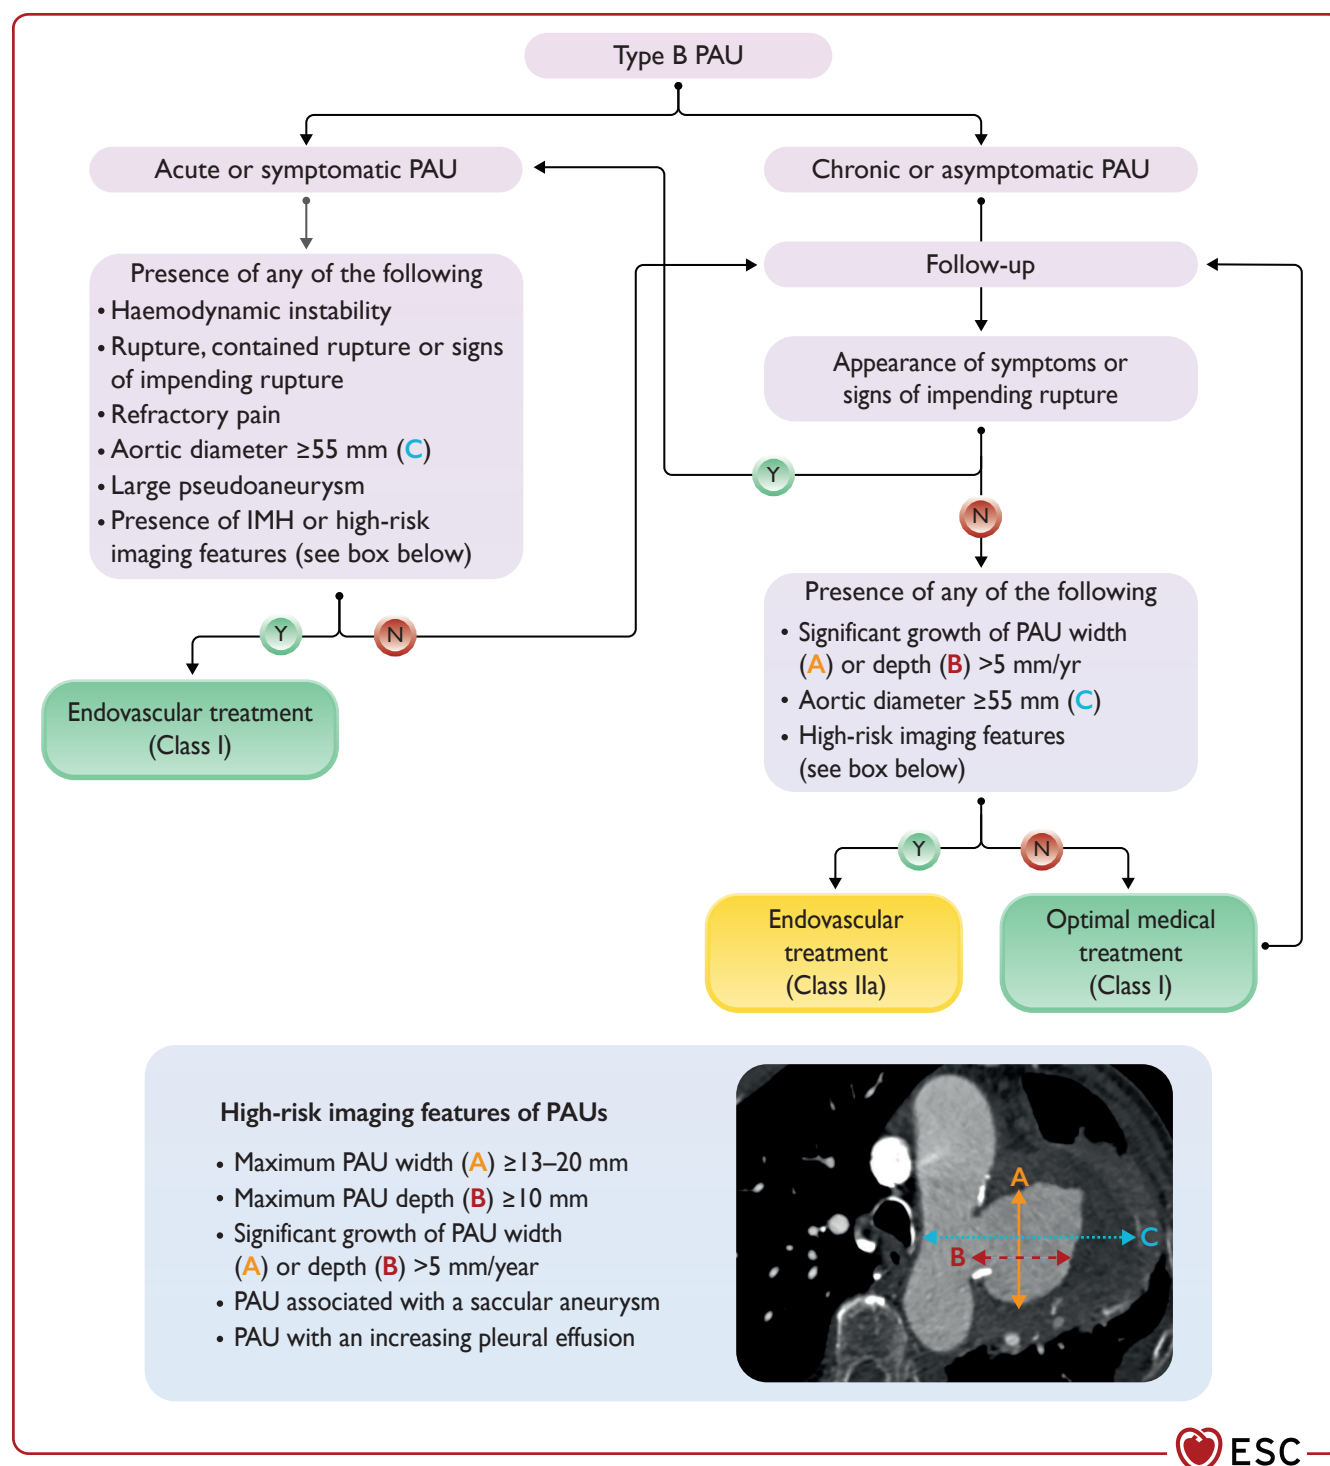 Type B PAU
Acute or symptomatic PAU
Chronic or asymptomatic PAU
Presence of any of the following
• Haemodynamic instability
• Rupture, contained rupture or signs
of impending rupture
• Refractory pain
• Aortic diameter ≥55 mm (C)
• Large pseudoaneurysm
• Presence of IMH or high-risk
imaging features (see box below)
Y
N
Endovascular treatment
(Class I)
Follow-up
Appearance of symptoms or
signs of impending rupture
Y
N
Presence of any of the following
• Significant growth of PAU width
(A) or depth (B) >5 mm/yr
• Aortic diameter ≥55 mm (C)
• High-risk imaging features
(see box below)
Y
N
Endovascular
treatment
(Class IIa)
Optimal medical
treatment
(Class I)
High-risk imaging features of PAUs
• Maximum PAU width (A) ≥13–20 mm
• Maximum PAU depth (B) ≥10 mm
• Significant growth of PAU width
(A) or depth (B) >5 mm/year
• PAU associated with a saccular aneurysm
• PAU with an increasing pleural effusion
A
C
B
ESC